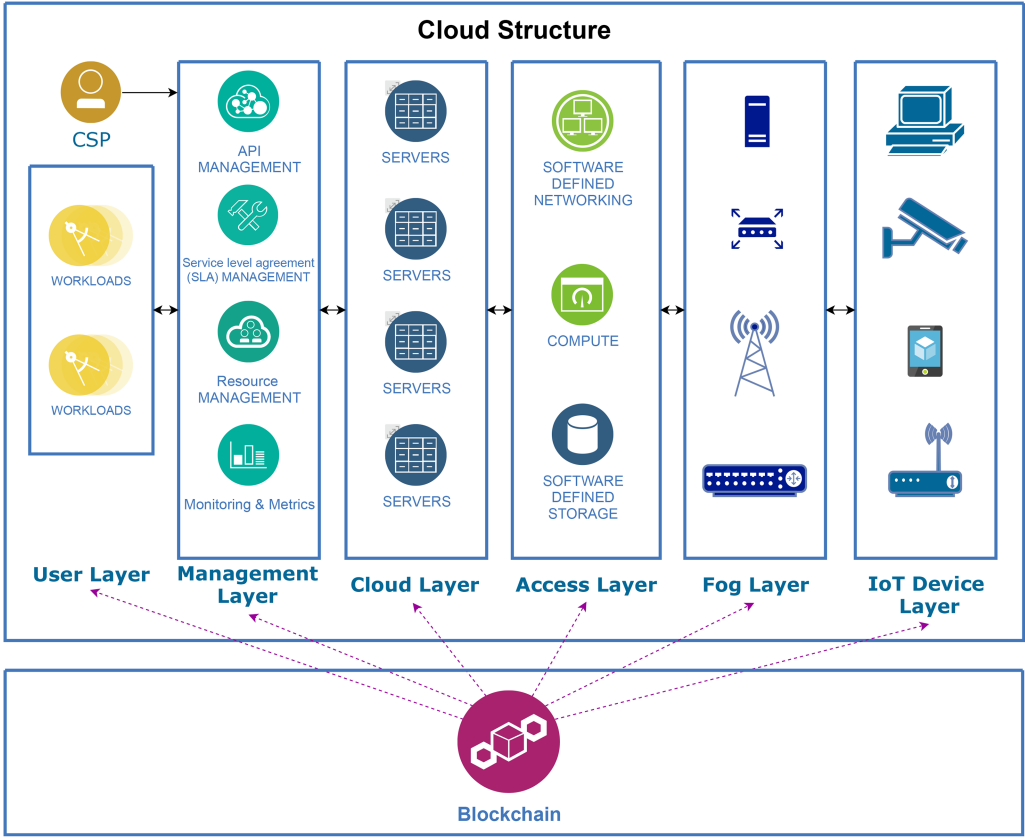 Cloud Structure
CSP
WORKLOADS
WORKLOADS
User Layer
API
MANAGEMENT
Service level agreement
(SLA) MANAGEMENT
Resource
MANAGEMENT
Monitoring & Metrics
Management
Layer
SERVERS
SERVERS
SERVERS
SERVERS
Cloud Layer
SOFTWARE
DEFINED
NETWORKING
COMPUTE
SOFTWARE
DEFINED
STORAGE
Access Layer
Fog Layer
IoT Device
Layer
Blockchain